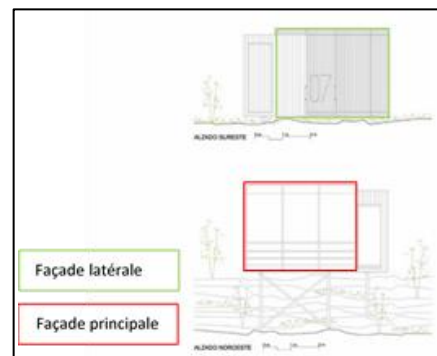 :07:
ALZADO SURESTE
Façade latérale
Façade principale
ALZADO NOROESTE